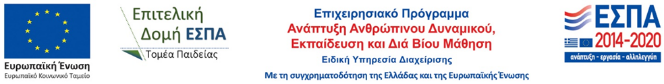 Ευρωπαϊκή Ένωση
Ευρωπαϊκό Κοινωνικό Ταμείο
Επιτελική
Δομή ΕΣΠΑ
Τομέα Παιδείας
Επιχειρησιακό Πρόγραμμα
Ανάπτυξη Ανθρώπινου Δυναμικού,
Εκπαίδευση και Διά Βίου Μάθηση
Ειδική Υπηρεσία Διαχείρισης
Με τη συγχρηματοδότηση της Ελλάδας και της Ευρωπαϊκής Ένωσης
ΕΣΠΑ
2014-2020
ανάπτυξη - εργασία - αλληλεγγύη